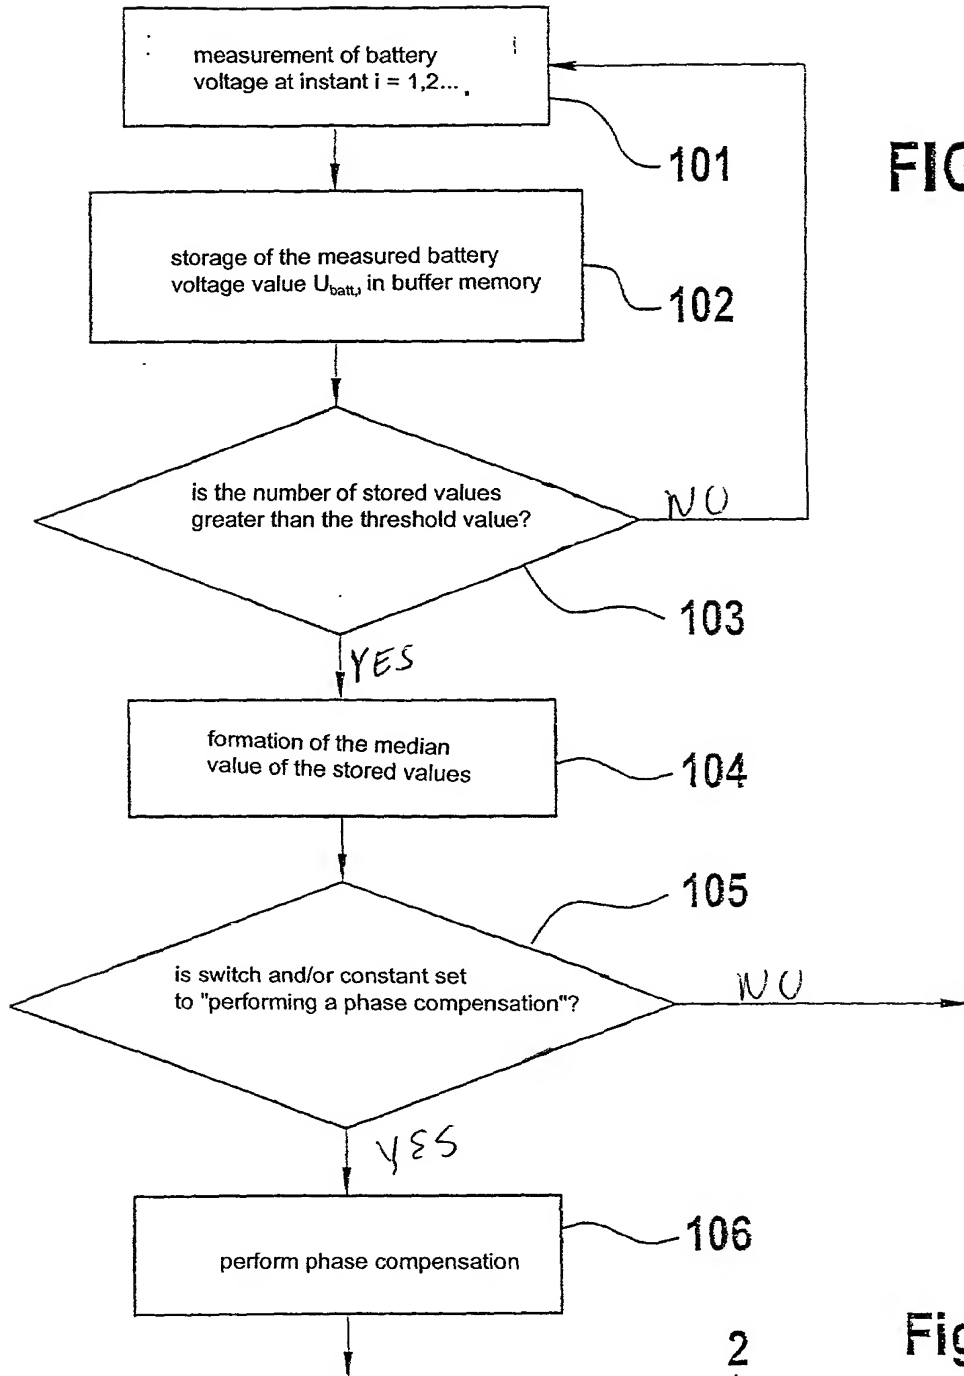 measurement of battery
voltage at instant i = 1,2...
101
FIG
storage of the measured battery
voltage value Ubatt, in buffer memory
102
is the number of stored values
greater than the threshold value?
NO
103
YES
formation of the median
value of the stored values
104
105
is switch and/or constant set
to "performing a phase compensation"?
NO
YES
106
perform phase compensation
2
Fig